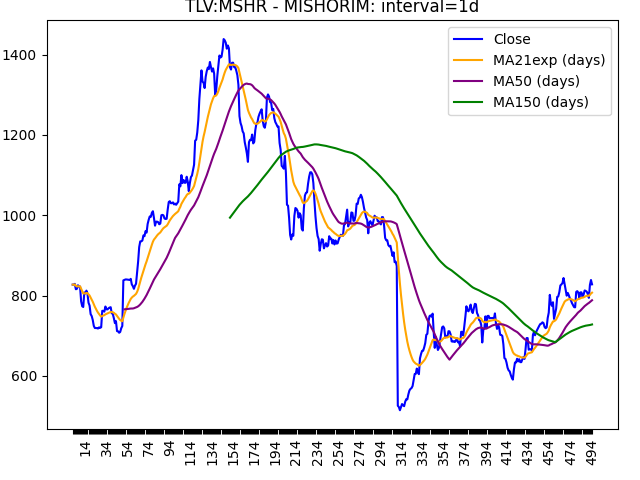 TLV:MSHR - MISHORIM: interval=1d
Close
MA21exp (days)
MA50 (days)
MA150 (days)
1400
1200
1000
800
600
14 34 54 74 94 114 134 154 174 194 214 234 254 274 294 314 334 354 374 394 414 434 454 474 494